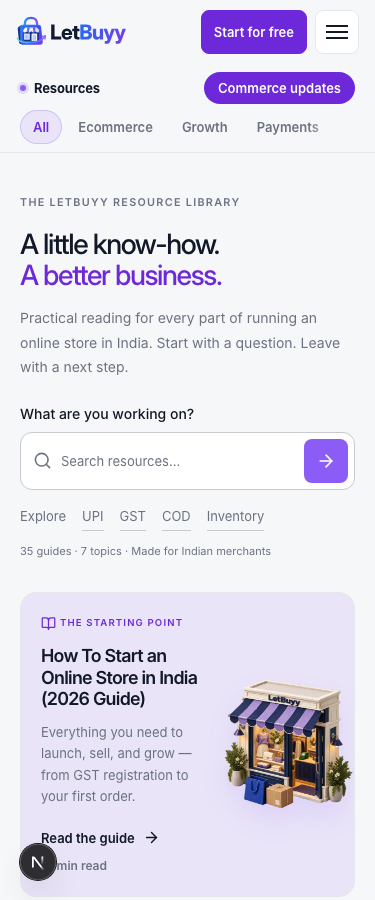 LetBuyy
Start for free
Resources
Commerce updates
All
Ecommerce
Growth
Payments
THE LETBUYY RESOURCE LIBRARY
A little know-how.
A better business.
Practical reading for every part of running an
online store in India. Start with a question. Leave
with a next step.
What are you working on?
Search resources...
Explore UPI GST COD Inventory
35 guides · 7 topics · Made for Indian merchants
THE STARTING POINT
How To Start an
Online Store in India
(2026 Guide)
Everything you need to
launch, sell, and grow —
from GST registration to
your first order.
LetBuyy
Read the guide
N
min read